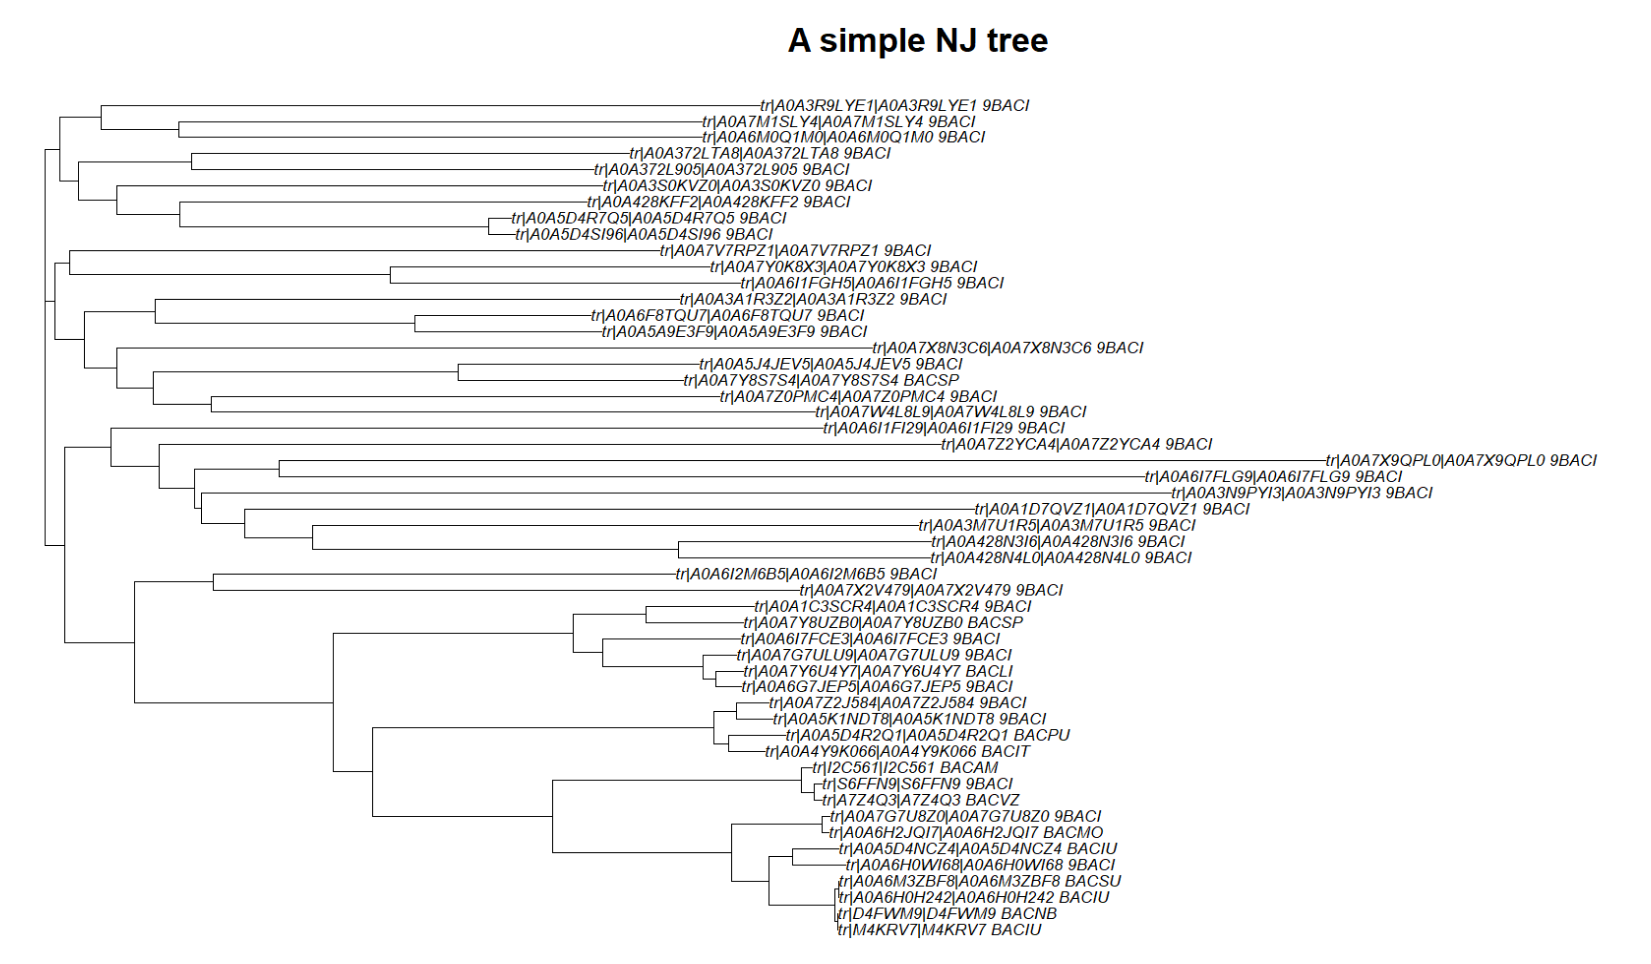 A simple NJ tree
tr|A0A3R9LYE1|A0A3R9LYE1 9BACI
tr|A0A7M1SLY4|A0A7M1SLY4 9BACI
tr|A0A6M0Q1M0|A0A6M0Q1M0 9BACI
tr|A0A372LTA8|A0A372LTA8 9BACI
tr|A0A372L905|A0A372L905 9BACI
tr|A0A3S0KVZ0|A0A3S0KVZ0 9BACI
tr|A0A428KFF2|A0A428KFF2 9BACI
tr|A0A5D4R7Q5|A0A5D4R7Q5 9BACI
tr|A0A5D4SI96|A0A5D4SI96 9BACI
tr|A0A7V7RPZ1|A0A7V7RPZ1 9BACI
tr|A0A7Y0K8X3|A0A7Y0K8X3 9BACI
tr|A0A6I1FGH5|A0A6I1FGH5 9BACI
tr|A0A3A1R3Z2|A0A3A1R3Z2 9BACI
tr|A0A6F8TQU7|A0A6F8TQU7 9BACI
tr|A0A5A9E3F9|A0A5A9E3F9 9BACI
tr|A0A7X8N3C6|A0A7X8N3C6 9BACI
tr|A0A5J4JEV5|A0A5J4JEV5 9BACI
tr|A0A7Y8S7S4|A0A7Y8S7S4 BACSP
tr|A0A7Z0PMC4|A0A7Z0PMC4 9BACI
tr|A0A7W4L8L9|A0A7W4L8L9 9BACI
tr|A0A6I1FI29|A0A6I1FI29 9BACI
tr|A0A7Z2YCA4|A0A7Z2YCA4 9BACI
tr|A0A7X9QPL0|A0A7X9QPL0 9BACI
tr|A0A6I7FLG9|A0A6I7FLG9 9BACI
tr|A0A3N9PYI3|A0A3N9PYI3 9BACI
tr|A0A1D7QVZ1|A0A1D7QVZ1 9BACI
tr|A0A3M7U1R5|A0A3M7U1R5 9BACI
tr|A0A428N3I6|A0A428N3I6 9BACI
tr|A0A428N4L0|A0A428N4L0 9BACI
tr|A0A6I2M6B5|A0A6I2M6B5 9BACI
tr|A0A7X2V479|A0A7X2V479 9BACI
tr|A0A1C3SCR4|A0A1C3SCR4 9BACI
tr|A0A7Y8UZB0|A0A7Y8UZB0 BACSP
tr|A0A6I7FCE3|A0A6I7FCE3 9BACI
tr|A0A7G7ULU9|A0A7G7ULU9 9BACI
tr|A0A7Y6U4Y7|A0A7Y6U4Y7 BACLI
tr|A0A6G7JEP5|A0A6G7JEP5 9BACI
tr|A0A7Z2J584|A0A7Z2J584 9BACI
tr|A0A5K1NDT8|A0A5K1NDT8 9BACI
tr|A0A5D4R2Q1|A0A5D4R2Q1 BACPU
tr|A0A4Y9K066|A0A4Y9K066 BACIT
tr|I2C561|I2C561 BACAM
tr|S6FFN9|S6FFN9 9BACI
tr|A7Z4Q3|A7Z4Q3 BACVZ
tr|A0A7G7U8Z0|A0A7G7U8Z0 9BACI
tr|A0A6H2JQI7|A0A6H2JQI7 BACMO
tr|A0A5D4NCZ4|A0A5D4NCZ4 BACIU
tr|A0A6H0WI68|A0A6H0WI68 9BACI
tr|A0A6M3ZBF8|A0A6M3ZBF8 BACSU
tr|A0A6H0H242|A0A6H0H242 BACIU
tr|D4FWM9|D4FWM9 BACNB
tr|M4KRV7|M4KRV7 BACIU